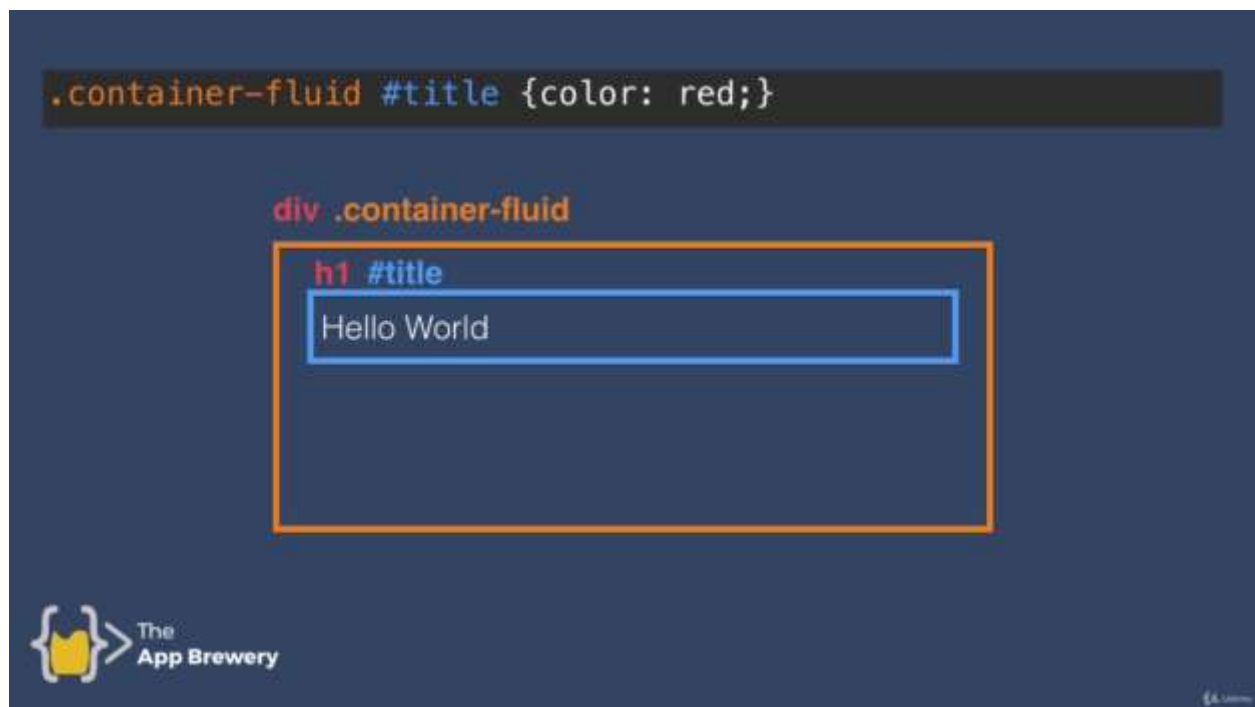 .container-fluid #title {color: red;}
div .container-fluid
h1 #title
Hello World
The
App Brewery